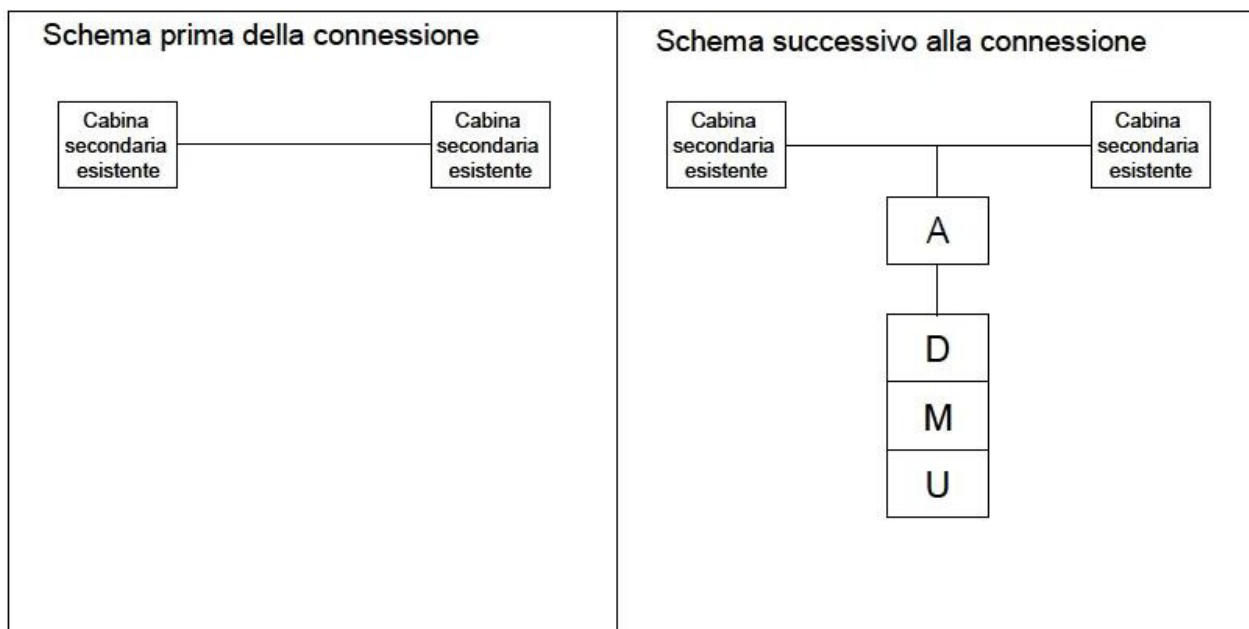 Schema prima della connessione
Cabina
secondaria
esistente
Cabina
secondaria
esistente
Schema successivo alla connessione
Cabina
secondaria
esistente
Cabina
secondaria
esistente
A
D
M
U